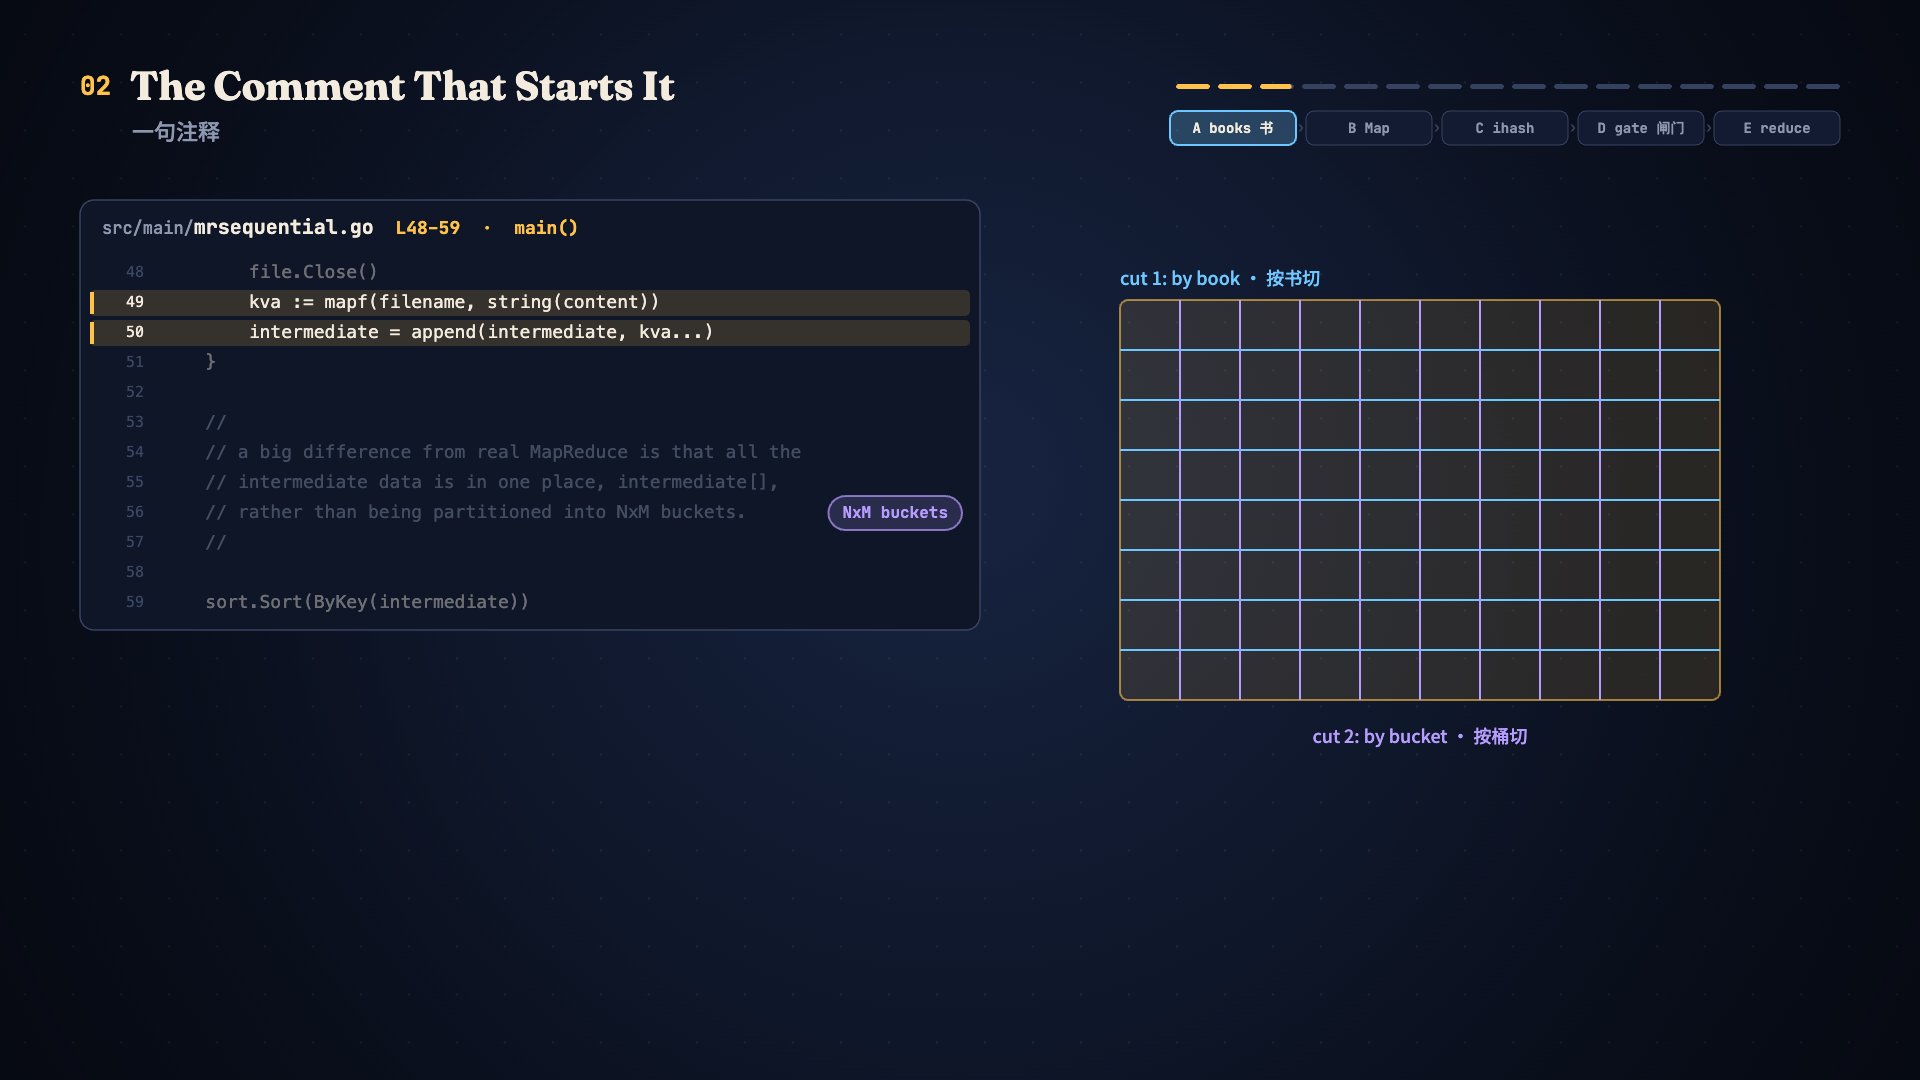 02 The Comment That Starts It
一句注释
A books 书 › B Map › C ihash › D gate 闸门 › E reduce
src/main/mrsequential.go L48–59 · main()
48 file.Close()
49 kva := mapf(filename, string(content))
50 intermediate = append(intermediate, kva...)
51 }
52
53 //
54 // a big difference from real MapReduce is that all the
55 // intermediate data is in one place, intermediate[],
56 // rather than being partitioned into NxM buckets.
NxM buckets
57 //
58
59 sort.Sort(ByKey(intermediate))
cut 1: by book · 按书切
cut 2: by bucket · 按桶切